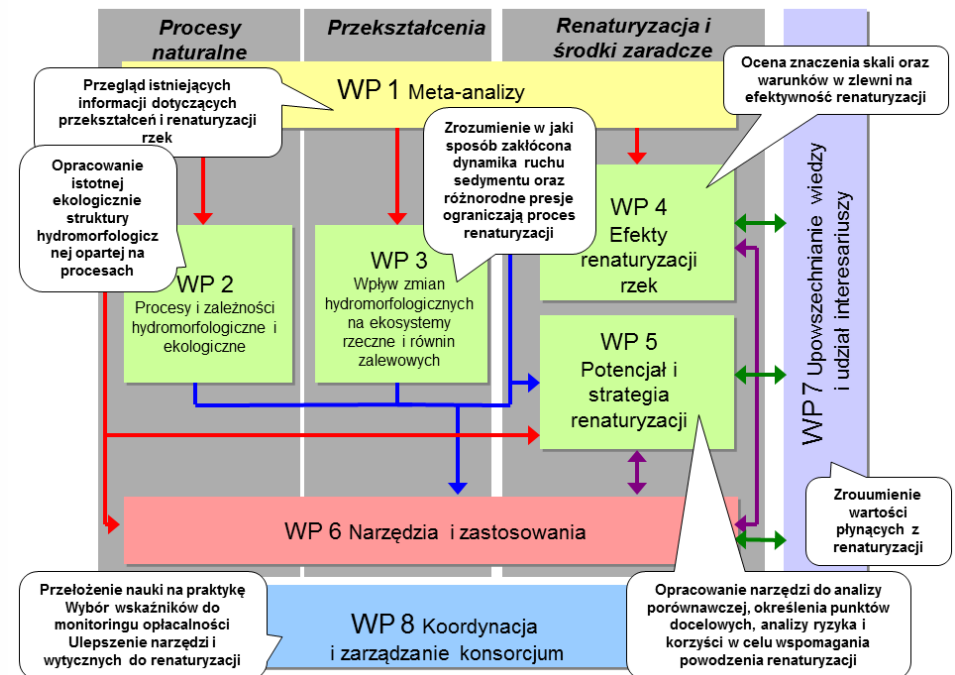 Procesy
naturalne
Przekształcenia
Renaturyzacja i
środki zaradcze
WP 1 Meta-analizy
Przegląd istniejących
informacji dotyczących
przekształceń i renaturyzacji
rzek
Ocena znaczenia skali oraz
warunków w zlewni na
efektywność renaturyzacji
Zrozumienie w jaki
sposób zakłócona
dynamika ruchu
sedymentu oraz
różnorodne presje
ograniczają proces
renaturyzacji
Opracowanie
istotnej
ekologicznie
struktury
hydromorfologicz
nej opartej na
procesach
WP 2
Procesy i zależności
hydromorfologiczne i
ekologiczne
WP 3
Wpływ zmian
hydromorfologicznych
na ekosystemy
rzeczne i równin
zalewowych
WP 4
Efekty
renaturyzacji
rzek
WP 5
Potencjał i
strategia
renaturyzacji
WP 7 Upowszechnianie wiedzy
i udział interesariuszy
WP 6 Narzędzia i zastosowania
Zrouumienie
wartości
płynących z
renaturyzacji
Przełożenie nauki na praktykę
Wybór wskaźników do
monitoringu opłacalności
Ulepszenie narzędzi i
wytycznych do renaturyzacji
WP 8 Koordynacja
i zarządzanie konsorcjum
Opracowanie narzędzi do analizy
porównawczej, określenia punktów
docelowych, analizy ryzyka i
korzyści w celu wspomagania
powodzenia renaturyzacji